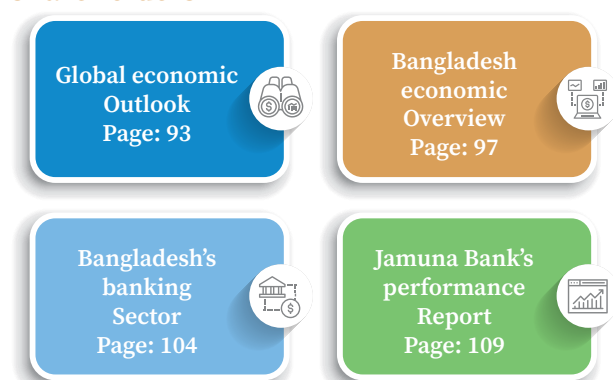 Global economic
Outlook
Page: 93
Bangladesh
economic
Overview
Page: 97
Bangladesh's
banking
Sector
Page: 104
Jamuna Bank's
performance
Report
Page: 109